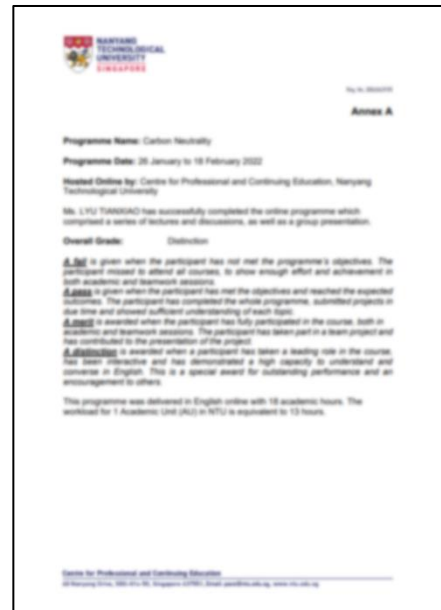 NANYANG
TECHNOLOGICAL
UNIVERSITY
SINGAPORE
Annex A
Programme Name: Carbon Neutrality
Programme Date: 26 January to 18 February 2022
Hosted Online by: Centre for Professional and Continuing Education, Nanyang
Technological University
Ms. LYU TIANXIAO has successfully completed the online programme which
comprised a series of lectures and discussions, as well as a group presentation.
Overall Grade: Distinction
A fail is given when the participant has not met the programme's objectives. The
participant missed to attend all courses, to show enough effort and achievement in
both academic and teamwork sessions.
A pass is given when the participant has met the objectives and reached the expected
outcomes. The participant has completed the whole programme, submitted projects in
due time and showed sufficient understanding of each topic.
A merit is awarded when the participant has fully participated in the course, both in
academic and teamwork sessions. The participant has taken part in a team project and
has contributed to the presentation of the project.
A distinction is awarded when a participant has taken a leading role in the course,
has been interactive and has demonstrated a high capacity to understand and
converse in English. This is a special award for outstanding performance and an
encouragement to others.
This programme was delivered in English online with 18 academic hours. The
workload for 1 Academic Unit (AU) in NTU is equivalent to 13 hours.
Centre for Professional and Continuing Education